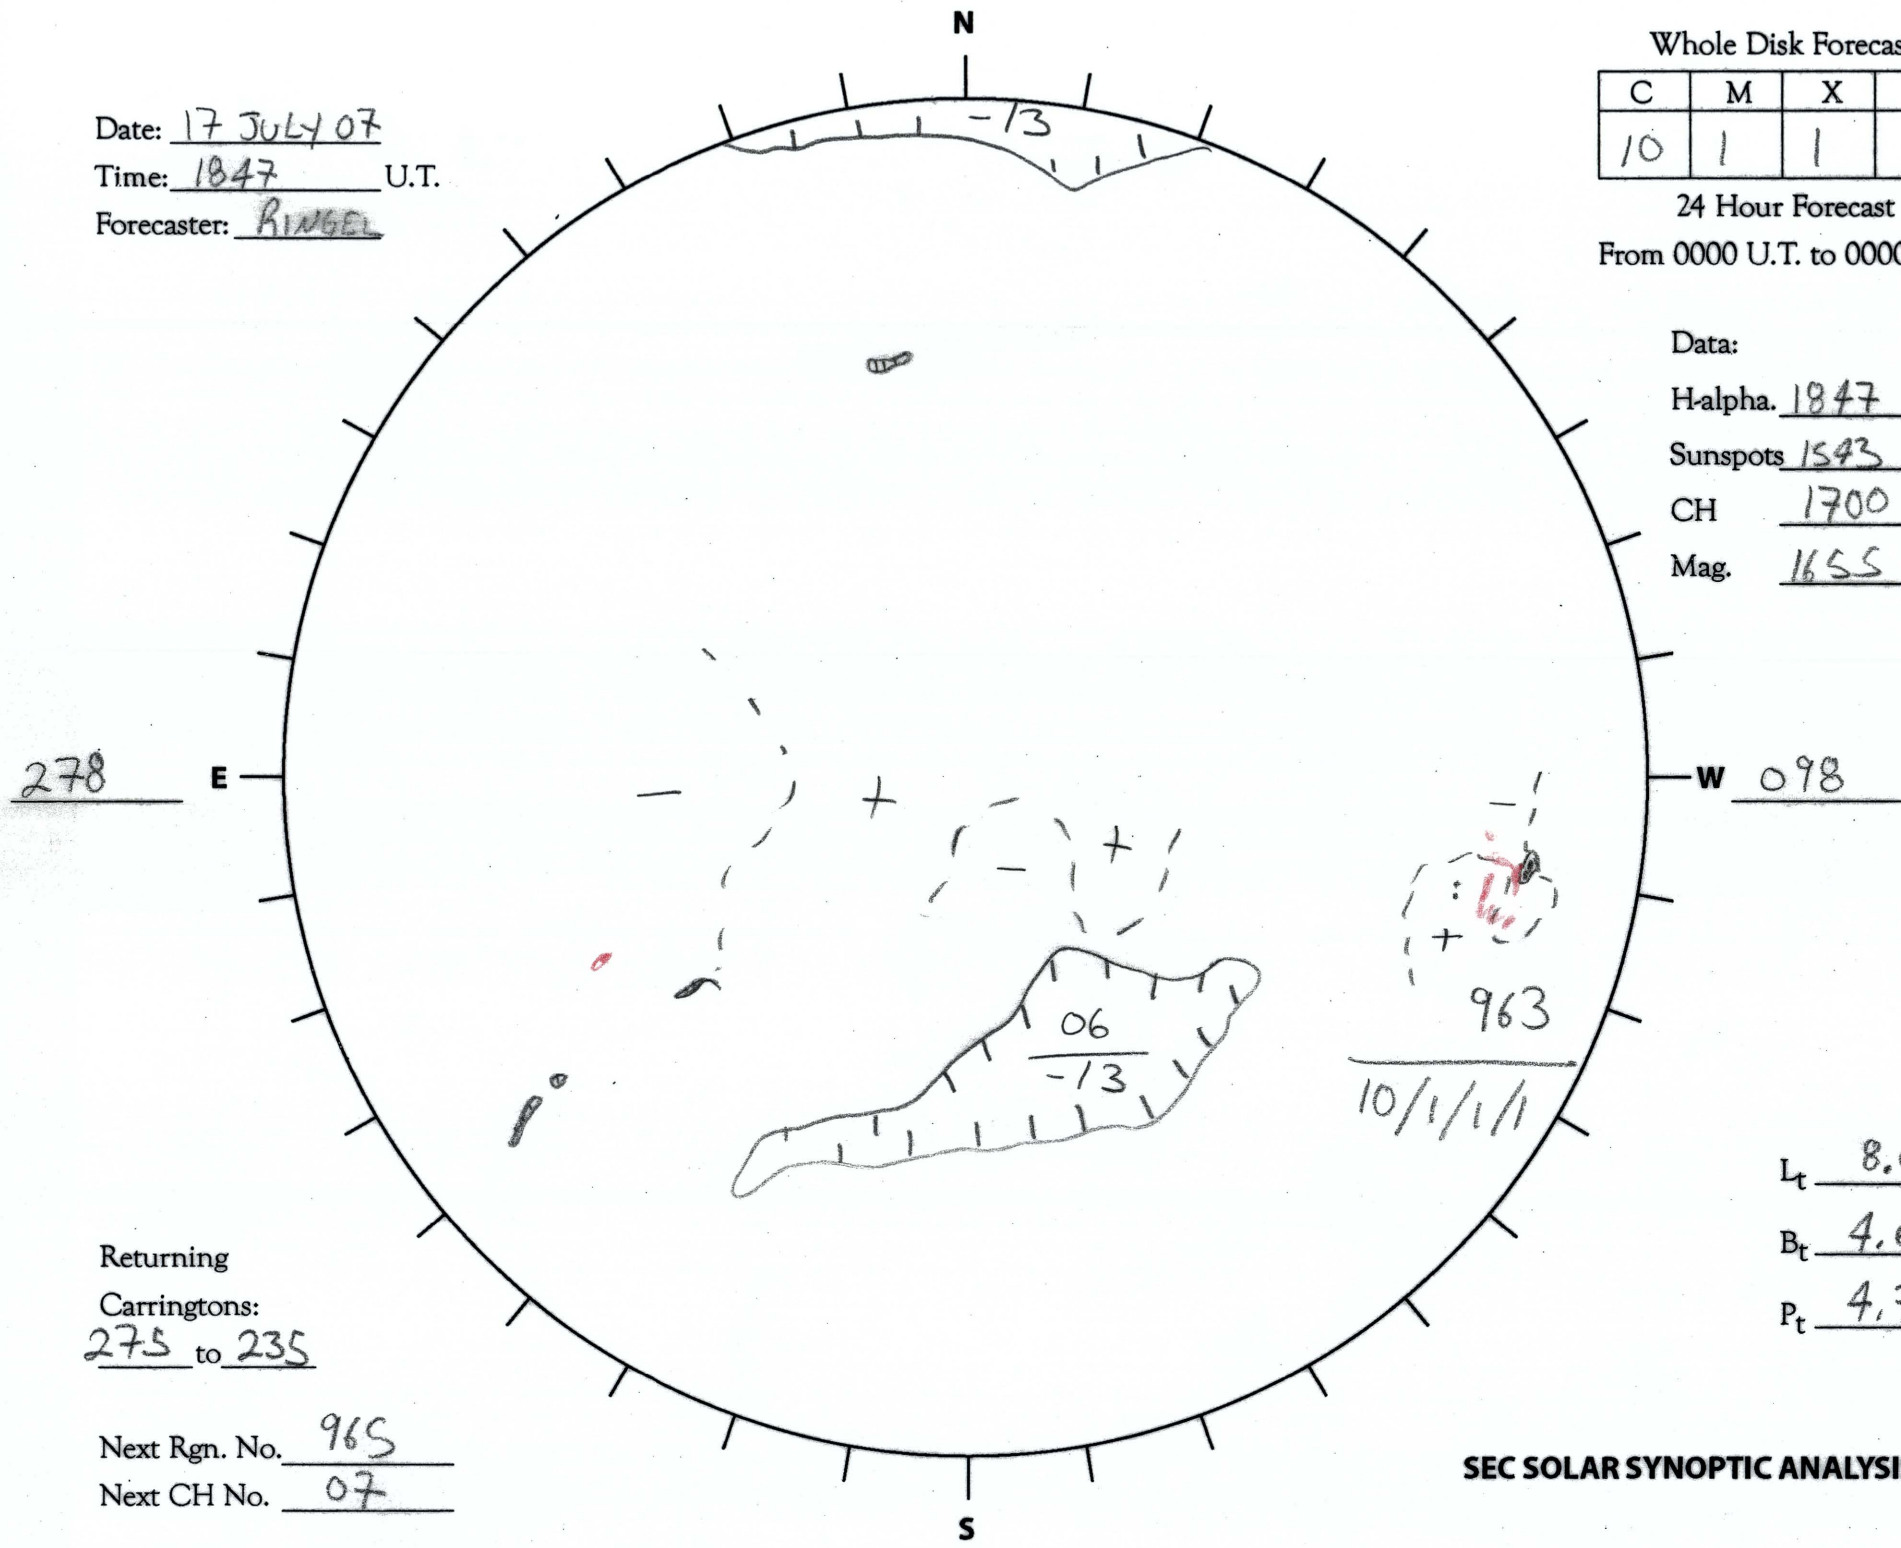 N
Whole Disk Forecas
C M X
10 1 1
24 Hour Forecast
From 0000 U.T. to 0000
Date: 17 JULY 07
Time: 1847 U.T.
Forecaster: RINGEL
-13
Data:
H-alpha. 1847
Sunspots 1543
CH 1700
Mag. 1655
278 E
W 098
− + − + −
+
963
10/1/1/1
06
-13
Lt 8.
Bt 4.
Pt 4.
Returning
Carringtons:
275 to 235
Next Rgn. No. 965
Next CH No. 07
SEC SOLAR SYNOPTIC ANALYSI
S